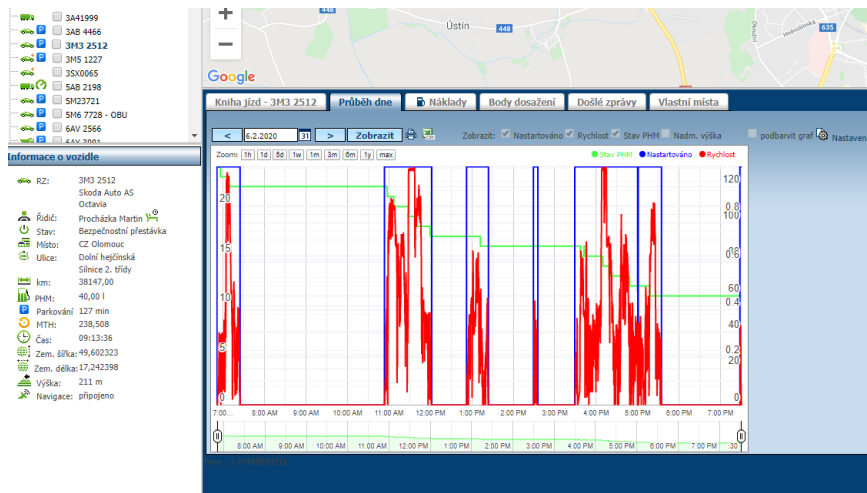 3A41999
3AB 4466
3M3 2512
3M5 1227
3SX0065
5AB 2198
5M23721
5M6 7728 - OBU
6AV 2566
6AV 3001
Informace o vozidle
RZ: 3M3 2512
Skoda Auto AS
Octavia
Řidič: Procházka Martin
Stav: Bezpečnostní přestávka
Místo: CZ Olomouc
Ulice: Dolní hejčínská
Silnice 2. třídy
km: 38147,00
PHM: 40,00 l
Parkování 127 min
MTH: 238,508
Čas: 09:13:36
Zem. šířka: 49,602323
Zem. délka: 17,242398
Výška: 211 m
Navigace: připojeno
+
−
448
Ústín
448
Okružní
Hněvotínská
635
Google
Kniha jízd - 3M3 2512 Průběh dne Náklady Body dosažení Došlé zprávy Vlastní místa
< 6.2.2020 31 > Zobrazit Zobrazit: Nastartováno Rychlost Stav PHM Nadm. výška podbarvit graf Nastaven
Zoom: 1h 1d 5d 1w 1m 3m 6m 1y max
Stav PHM Nastartováno Rychlost
20
15
10
5
0
120
0.8
100
0.6
60
0.4
40
0.2
20
0
7:00... 8:00 AM 9:00 AM 10:00 AM 11:00 AM 12:00 PM 1:00 PM 2:00 PM 3:00 PM 4:00 PM 5:00 PM 6:00 PM 7:00 PM
8:00 AM 9:00 AM 10:00 AM 11:00 AM 12:00 PM 1:00 PM 2:00 PM 3:00 PM 4:00 PM 5:00 PM 6:00 PM 7:00 PM